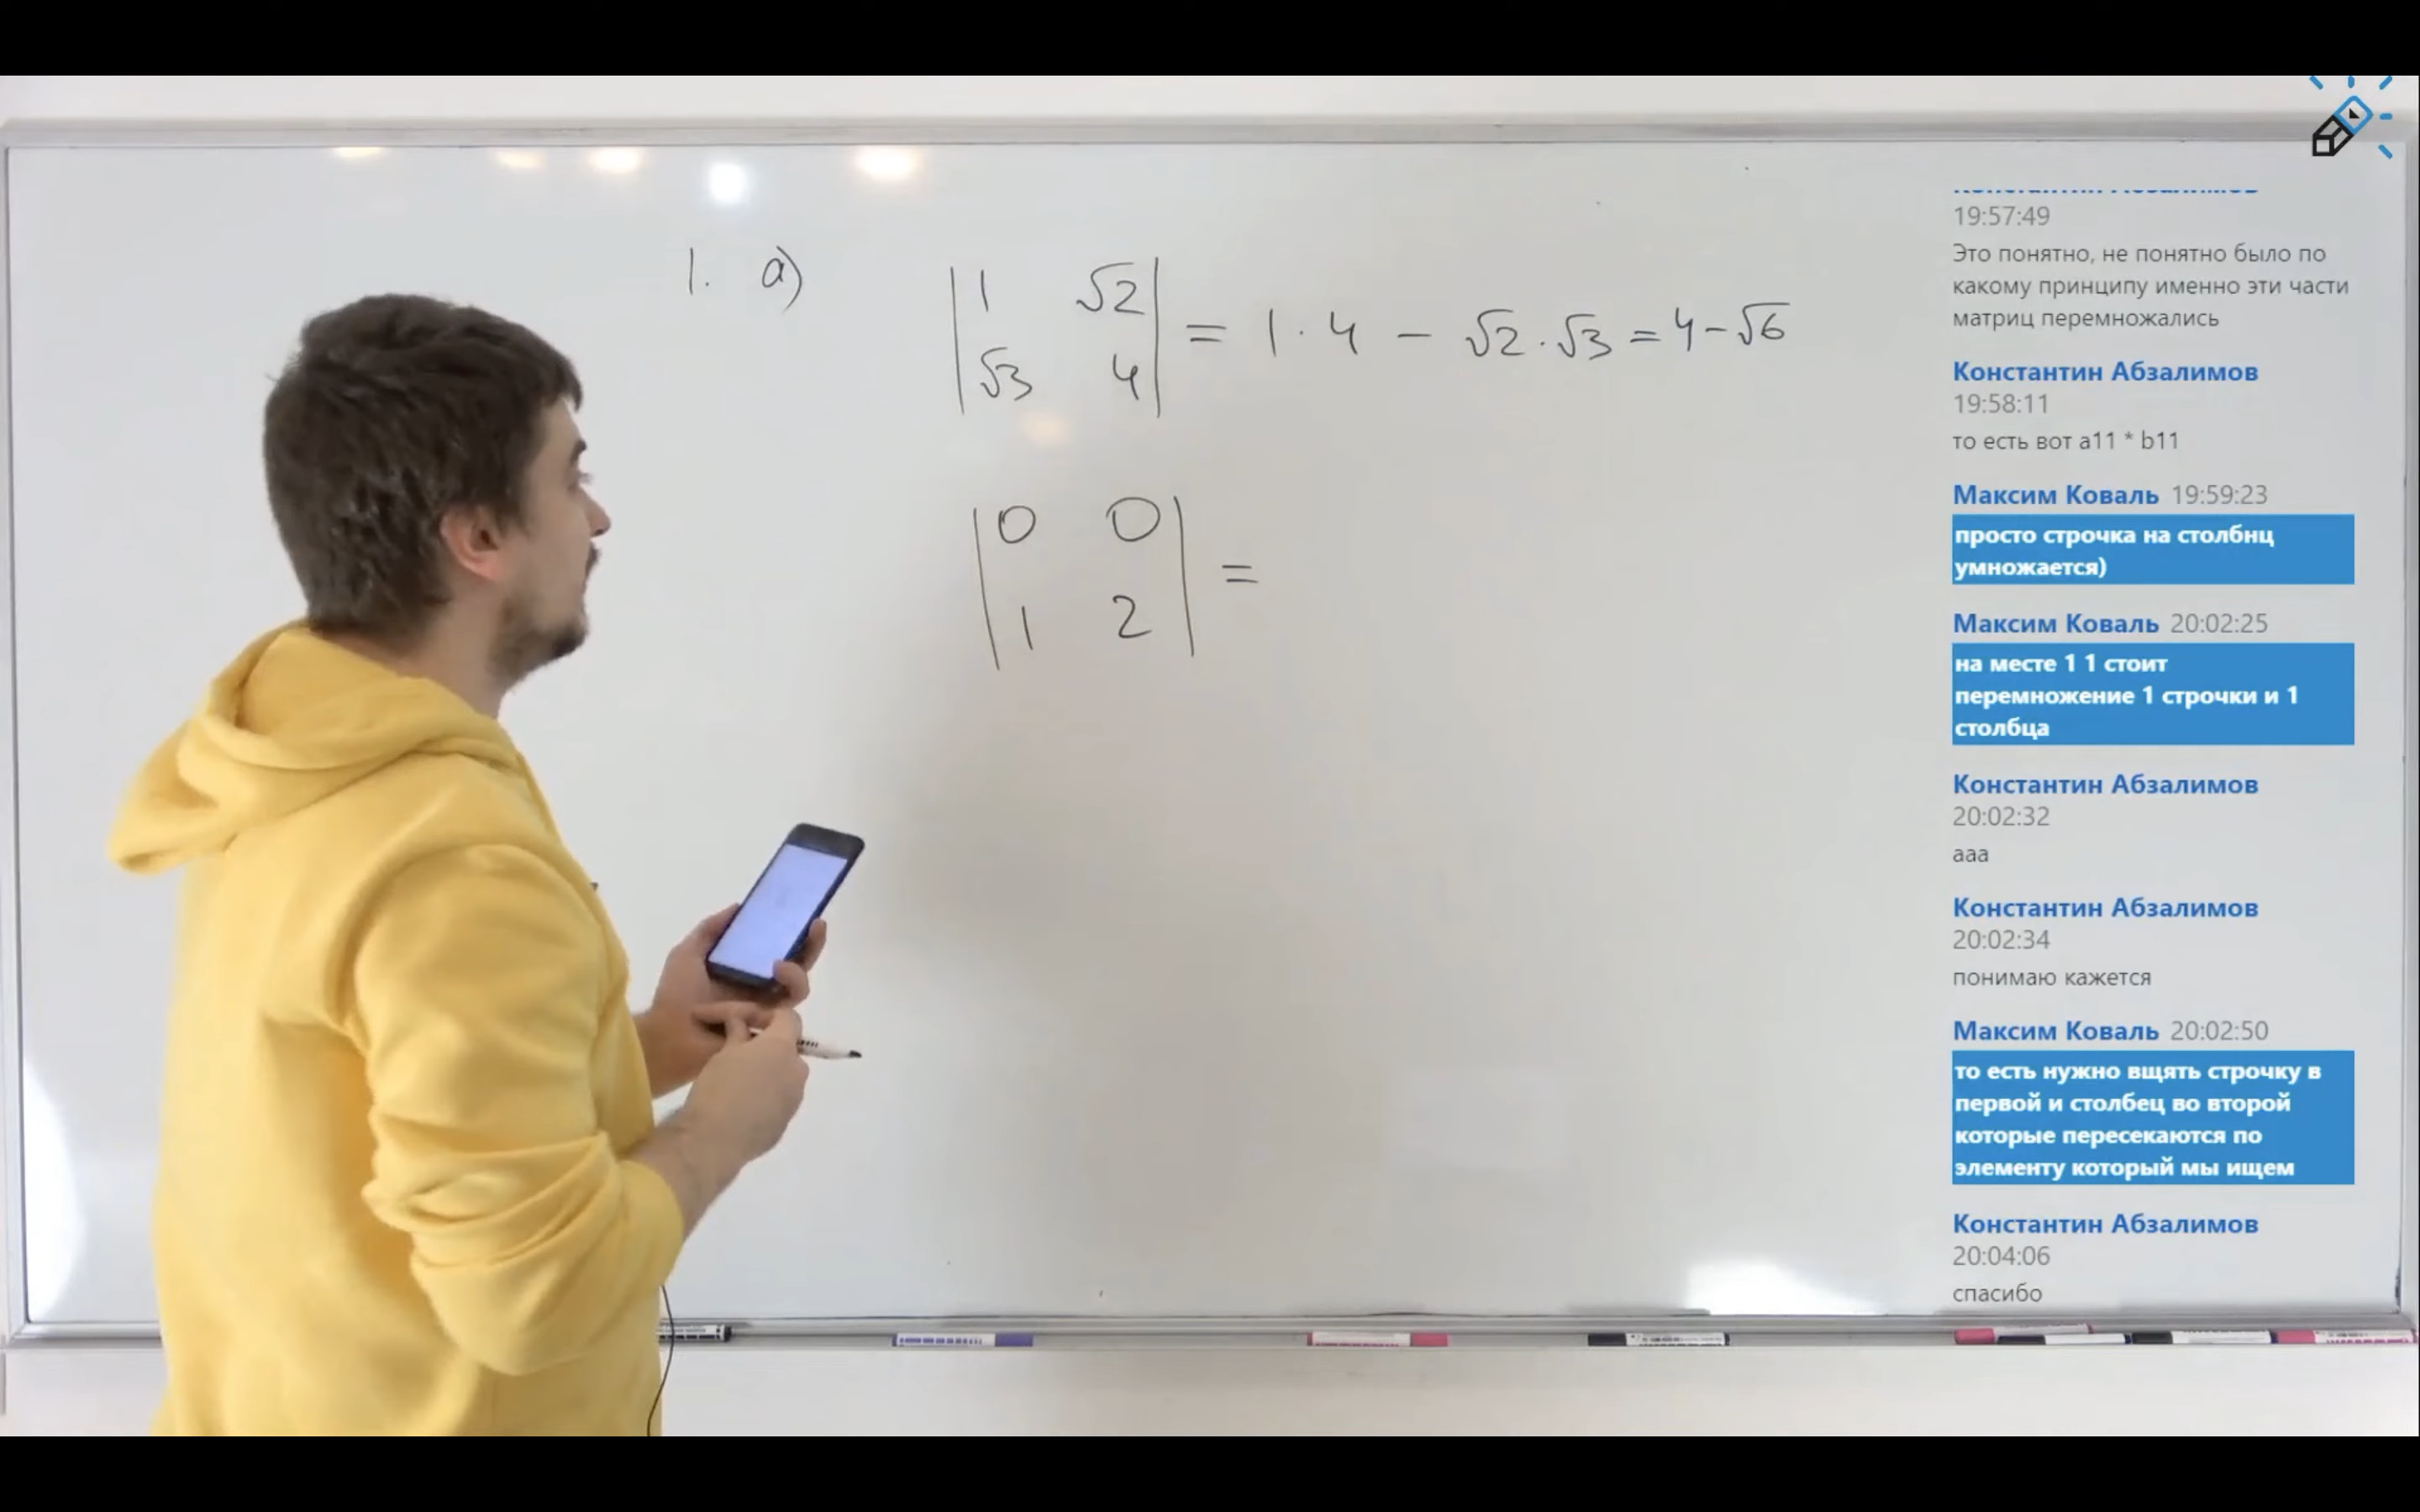 1. а)
| 1 √2 |
| √3 4 | = 1 · 4 − √2 · √3 = 4 − √6
| 0 0 |
| 1 2 | =
19:57:49
Это понятно, не понятно было по
какому принципу именно эти части
матриц перемножались
Константин Абзалимов
19:58:11
то есть вот a11 * b11
Максим Коваль 19:59:23
просто строчка на столбнц
умножается)
Максим Коваль 20:02:25
на месте 1 1 стоит
перемножение 1 строчки и 1
столбца
Константин Абзалимов
20:02:32
ааа
Константин Абзалимов
20:02:34
понимаю кажется
Максим Коваль 20:02:50
то есть нужно вщять строчку в
первой и столбец во второй
которые пересекаются по
элементу который мы ищем
Константин Абзалимов
20:04:06
спасибо